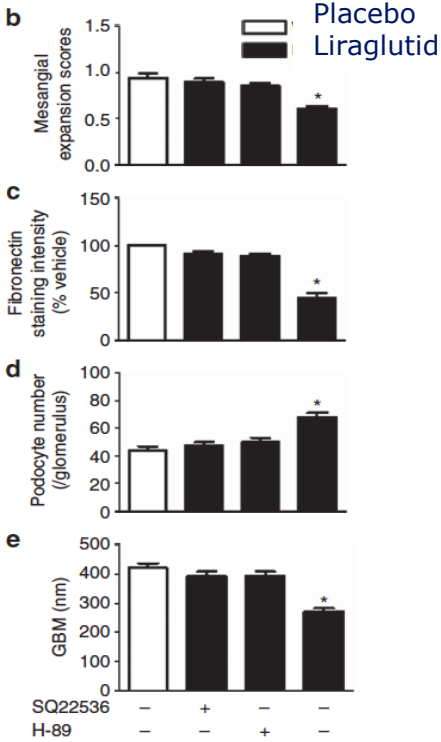 b
Placebo
Liraglutid
Mesangial
expansion scores
1.5
1.0
0.5
0.0
*
c
Fibronectin
staining intensity
(% vehicle)
150
100
50
0
*
d
Podocyte number
(/glomerulus)
100
80
60
40
20
0
*
e
GBM (nm)
500
400
300
200
100
0
*
SQ22536 – + – –
H-89 – – + –